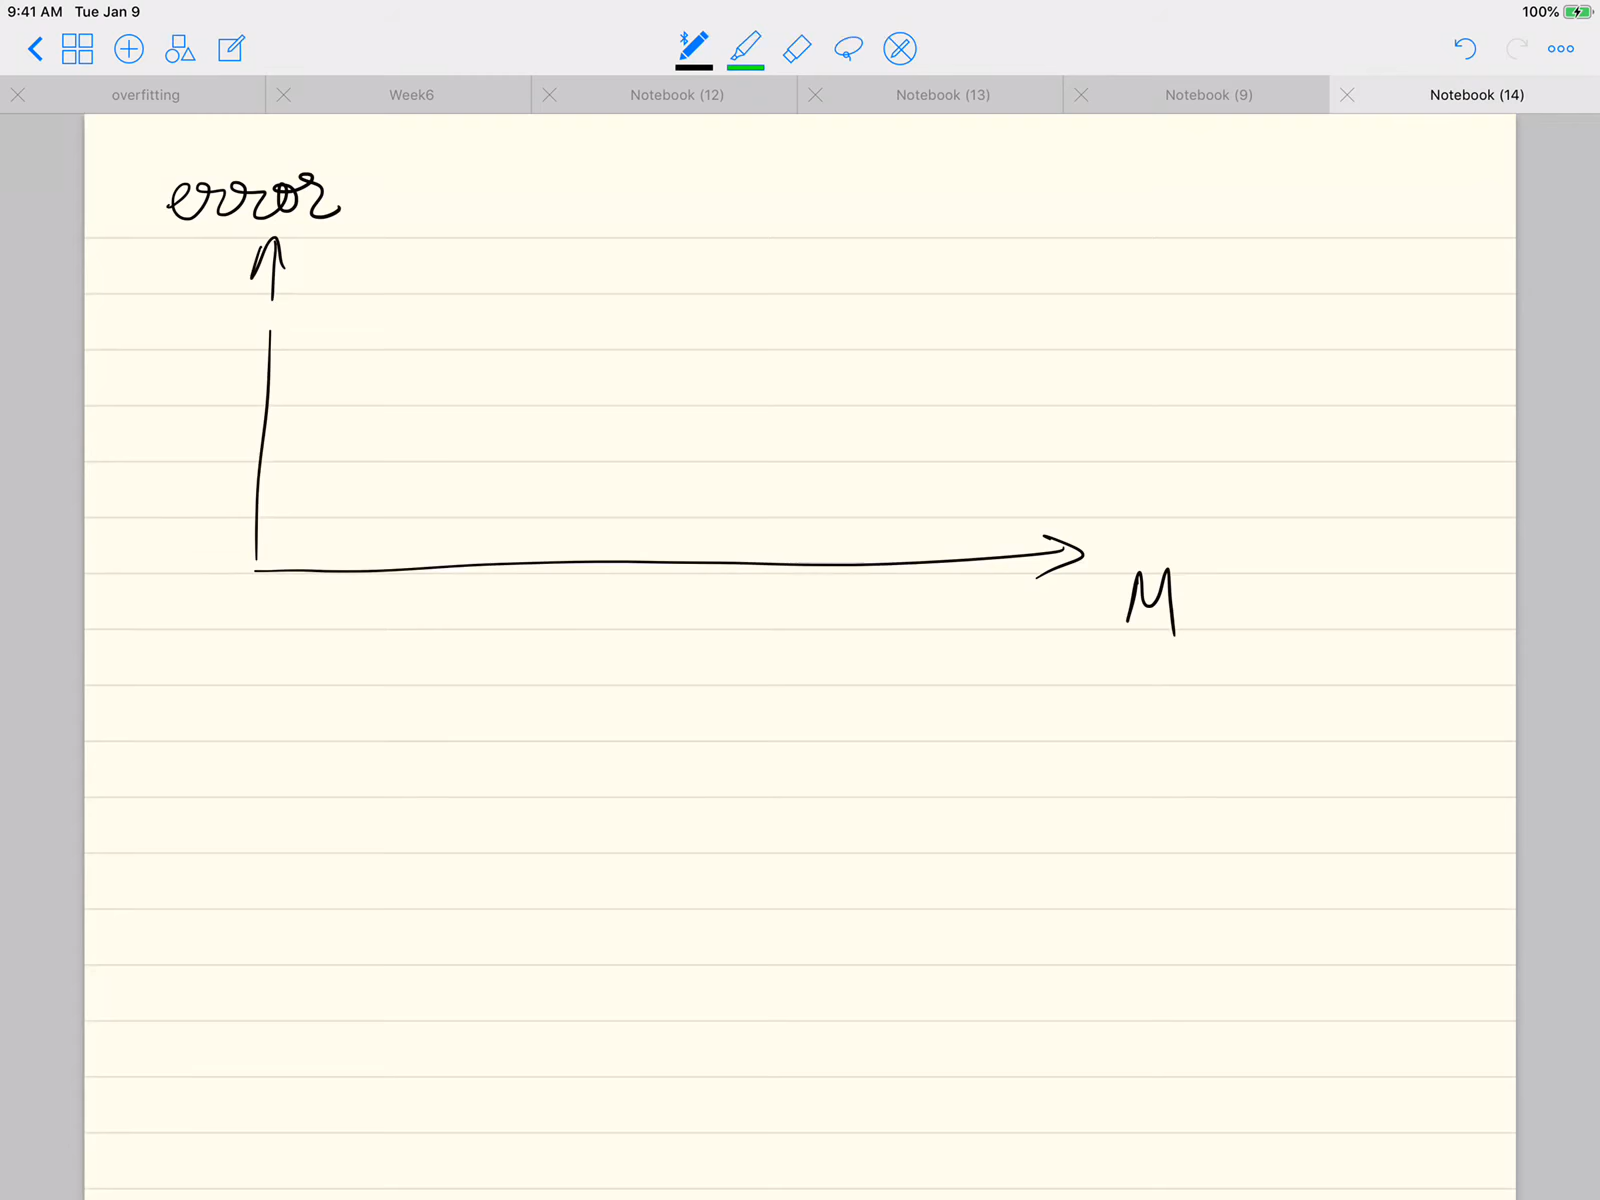 9:41 AM Tue Jan 9 100%
overfitting Week6 Notebook (12) Notebook (13) Notebook (9) Notebook (14)
error
M